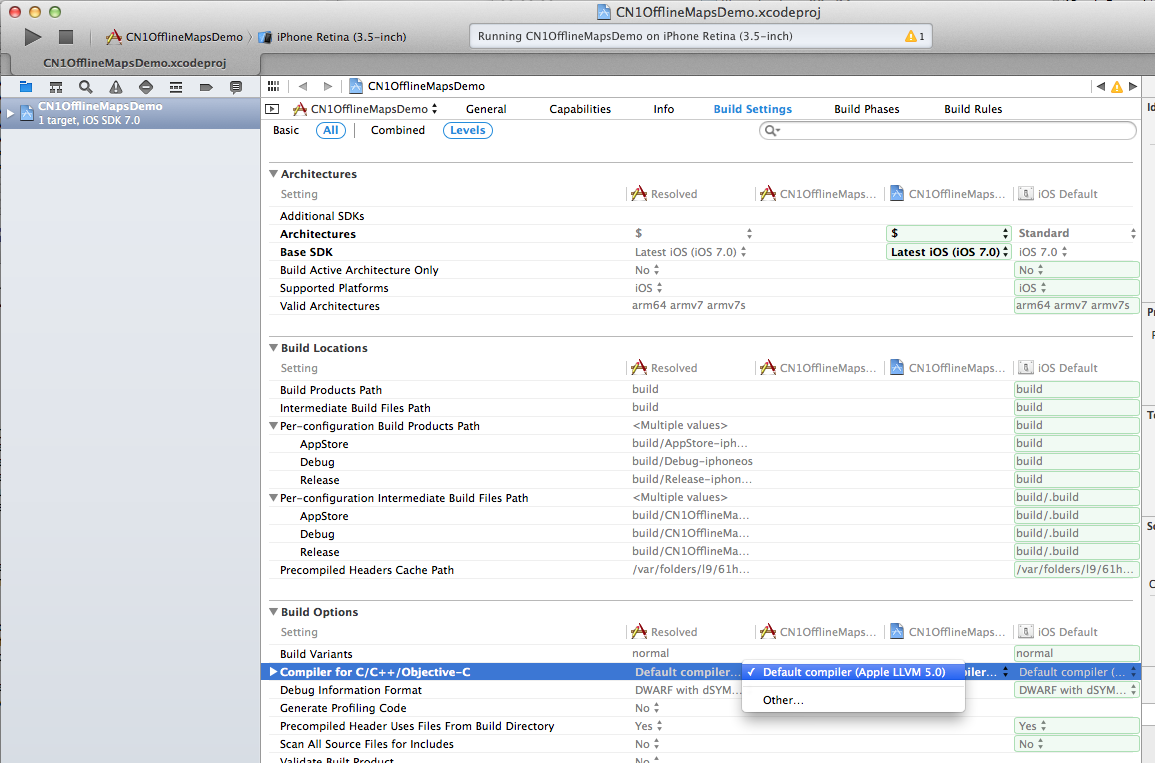 CN1OfflineMapsDemo.xcodeproj
CN1OfflineMapsDemo iPhone Retina (3.5-inch) Running CN1OfflineMapsDemo on iPhone Retina (3.5-inch) 1
CN1OfflineMapsDemo.xcodeproj
CN1OfflineMapsDemo
CN1OfflineMapsDemo
1 target, iOS SDK 7.0
CN1OfflineMapsDemo General Capabilities Info Build Settings Build Phases Build Rules
Basic All Combined Levels
Architectures
Setting Resolved CN1OfflineMaps... CN1OfflineMaps... iOS Default
Additional SDKs
Architectures $ $ Standard
Base SDK Latest iOS (iOS 7.0) Latest iOS (iOS 7.0) iOS 7.0
Build Active Architecture Only No No
Supported Platforms iOS iOS
Valid Architectures arm64 armv7 armv7s arm64 armv7 armv7s
Build Locations
Setting Resolved CN1OfflineMaps... CN1OfflineMaps... iOS Default
Build Products Path build build
Intermediate Build Files Path build build
Per-configuration Build Products Path <Multiple values> build
AppStore build/AppStore-iph... build
Debug build/Debug-iphoneos build
Release build/Release-iphon... build
Per-configuration Intermediate Build Files Path <Multiple values> build/.build
AppStore build/CN1OfflineMa... build/.build
Debug build/CN1OfflineMa... build/.build
Release build/CN1OfflineMa... build/.build
Precompiled Headers Cache Path /var/folders/l9/61h... /var/folders/l9/61h...
Build Options
Setting Resolved CN1OfflineMaps... CN1OfflineMaps... iOS Default
Build Variants normal normal
Compiler for C/C++/Objective-C Default compiler... ✓ Default compiler (Apple LLVM 5.0) iler... Default compiler (...
Debug Information Format DWARF with dSYM... DWARF with dSYM...
Other...
Generate Profiling Code No
Precompiled Header Uses Files From Build Directory Yes Yes
Scan All Source Files for Includes No No
Validate Built Product No